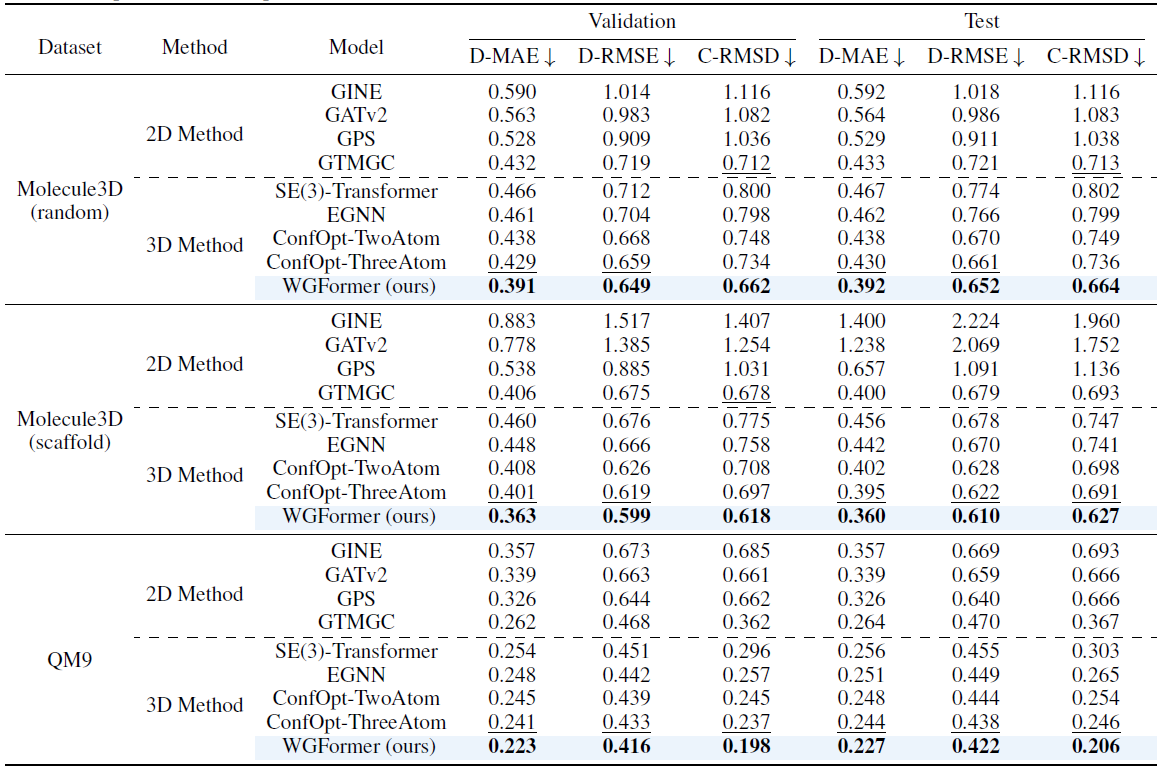 Validation Test
Dataset Method Model
D-MAE ↓ D-RMSE ↓ C-RMSD ↓ D-MAE ↓ D-RMSE ↓ C-RMSD ↓
GINE 0.590 1.014 1.116 0.592 1.018 1.116
GATv2 0.563 0.983 1.082 0.564 0.986 1.083
2D Method
GPS 0.528 0.909 1.036 0.529 0.911 1.038
GTMGC 0.432 0.719 0.712 0.433 0.721 0.713
Molecule3D
(random)
SE(3)-Transformer 0.466 0.712 0.800 0.467 0.774 0.802
EGNN 0.461 0.704 0.798 0.462 0.766 0.799
3D Method
ConfOpt-TwoAtom 0.438 0.668 0.748 0.438 0.670 0.749
ConfOpt-ThreeAtom 0.429 0.659 0.734 0.430 0.661 0.736
WGFormer (ours) 0.391 0.649 0.662 0.392 0.652 0.664
GINE 0.883 1.517 1.407 1.400 2.224 1.960
GATv2 0.778 1.385 1.254 1.238 2.069 1.752
2D Method
GPS 0.538 0.885 1.031 0.657 1.091 1.136
GTMGC 0.406 0.675 0.678 0.400 0.679 0.693
Molecule3D
(scaffold)
SE(3)-Transformer 0.460 0.676 0.775 0.456 0.678 0.747
EGNN 0.448 0.666 0.758 0.442 0.670 0.741
3D Method
ConfOpt-TwoAtom 0.408 0.626 0.708 0.402 0.628 0.698
ConfOpt-ThreeAtom 0.401 0.619 0.697 0.395 0.622 0.691
WGFormer (ours) 0.363 0.599 0.618 0.360 0.610 0.627
GINE 0.357 0.673 0.685 0.357 0.669 0.693
GATv2 0.339 0.663 0.661 0.339 0.659 0.666
2D Method
GPS 0.326 0.644 0.662 0.326 0.640 0.666
GTMGC 0.262 0.468 0.362 0.264 0.470 0.367
QM9
SE(3)-Transformer 0.254 0.451 0.296 0.256 0.455 0.303
EGNN 0.248 0.442 0.257 0.251 0.449 0.265
3D Method
ConfOpt-TwoAtom 0.245 0.439 0.245 0.248 0.444 0.254
ConfOpt-ThreeAtom 0.241 0.433 0.237 0.244 0.438 0.246
WGFormer (ours) 0.223 0.416 0.198 0.227 0.422 0.206